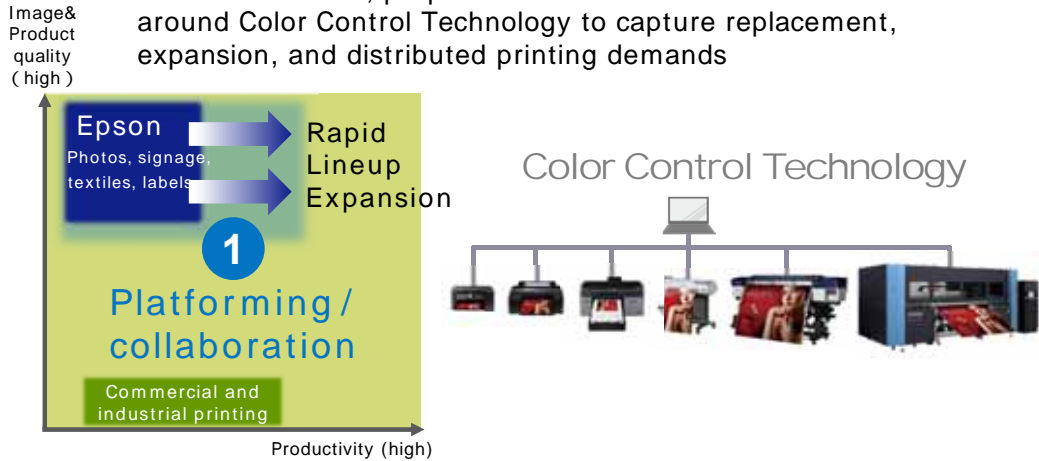 Image&
Product
quality
(high)
around Color Control Technology to capture replacement,
expansion, and distributed printing demands
Epson
Photos, signage,
textiles, labels
Rapid
Lineup
Expansion
1
Platforming /
collaboration
Commercial and
industrial printing
Productivity (high)
Color Control Technology